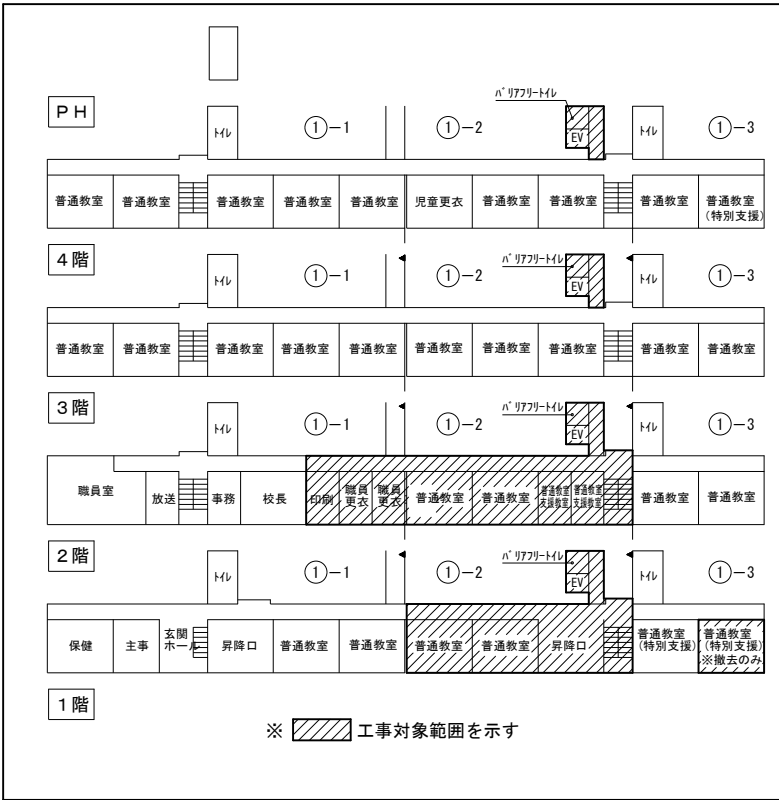 PH
バリアフリートイレ
トイレ ①-1 ①-2 EV トイレ ①-3
普通教室 普通教室 普通教室 普通教室 普通教室 児童更衣 普通教室 普通教室 普通教室 普通教室
(特別支援)
4階
バリアフリートイレ
トイレ ①-1 ①-2 EV トイレ ①-3
普通教室 普通教室 普通教室 普通教室 普通教室 普通教室 普通教室 普通教室 普通教室 普通教室
3階
バリアフリートイレ
トイレ ①-1 ①-2 EV トイレ ①-3
職員室 放送 事務 校長 印刷 職員更衣 職員更衣 普通教室 普通教室 普通教室支援教室 普通教室支援教室 普通教室 普通教室
2階
バリアフリートイレ
トイレ ①-1 ①-2 EV トイレ ①-3
保健 主事 玄関ホール 昇降口 普通教室 普通教室 普通教室 普通教室 昇降口 普通教室(特別支援) 普通教室(特別支援)※撤去のみ
1階
※ 工事対象範囲を示す